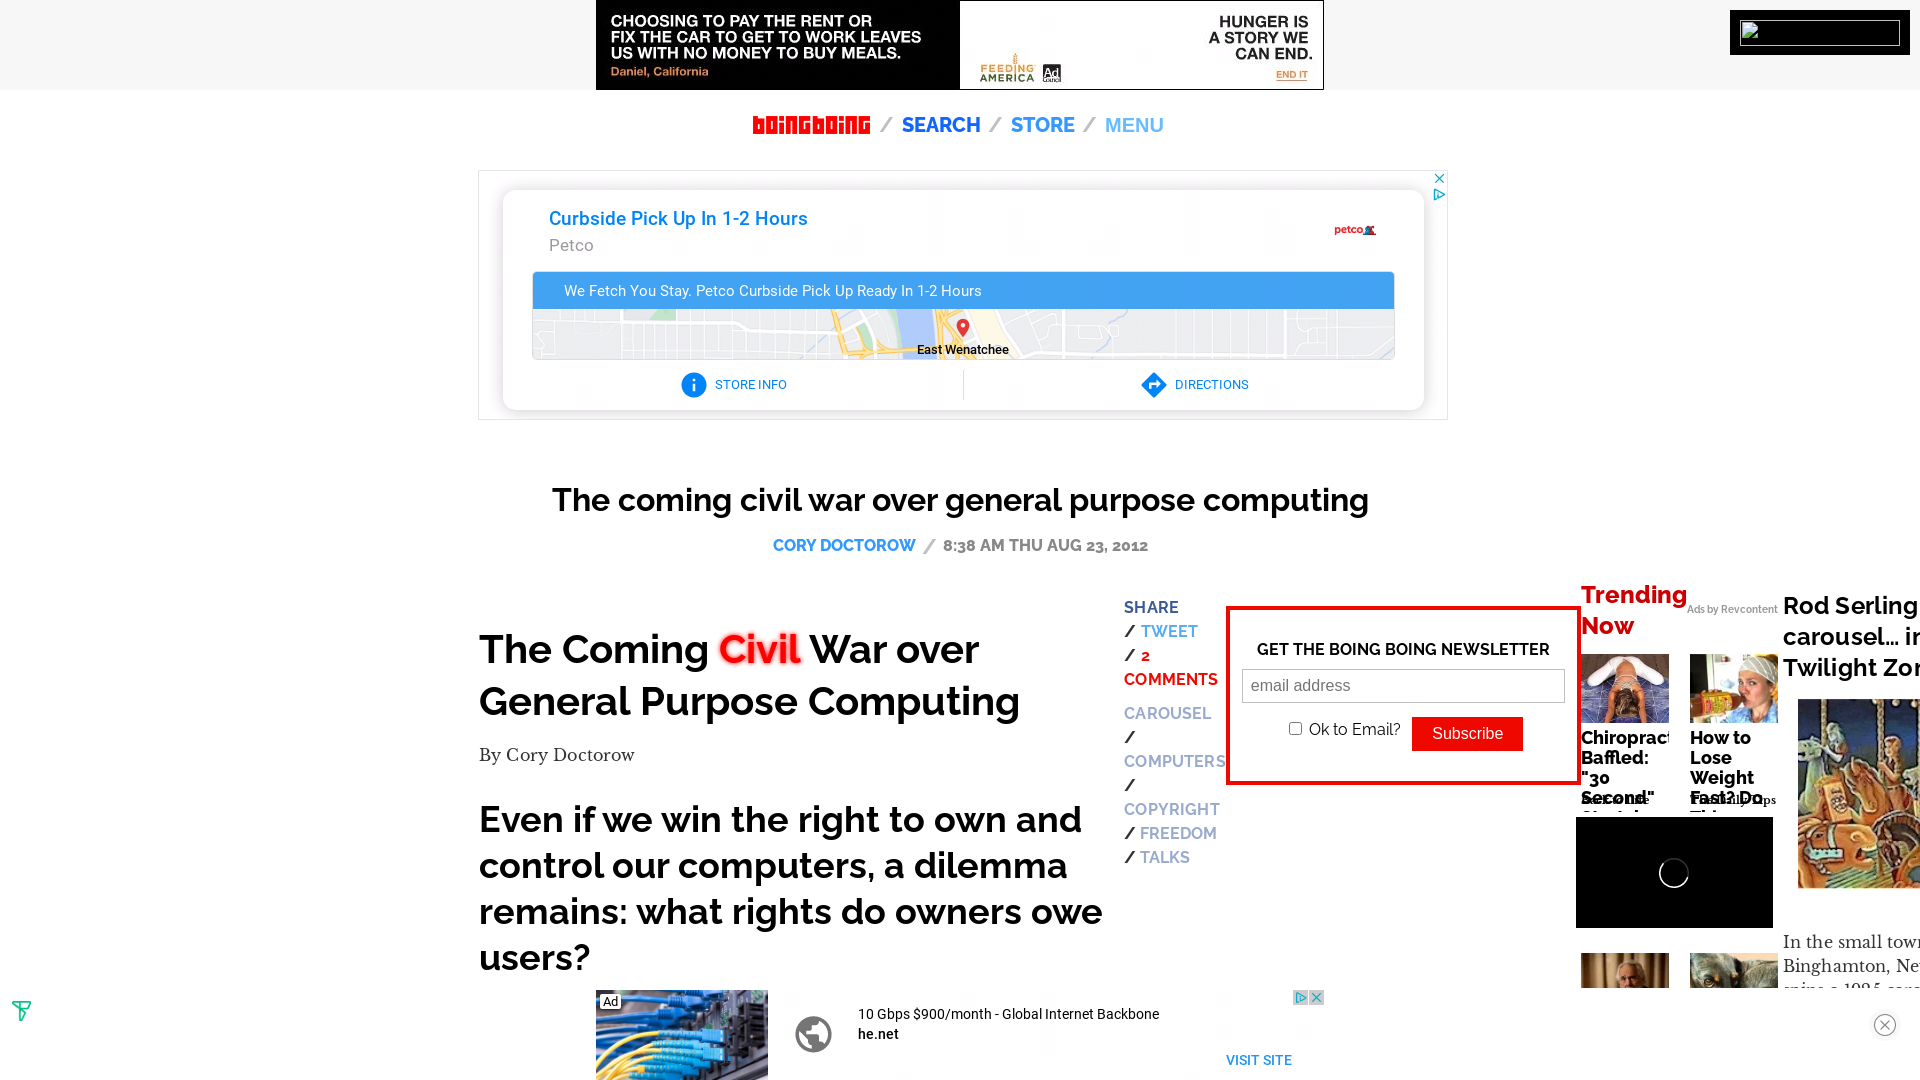 CHOOSING TO PAY THE RENT OR
FIX THE CAR TO GET TO WORK LEAVES
US WITH NO MONEY TO BUY MEALS.
Daniel, California
FEEDING
AMERICA
Ad
Council
HUNGER IS
A STORY WE
CAN END.
END IT
boingboing / SEARCH / STORE / MENU
Curbside Pick Up In 1-2 Hours
Petco
petco
We Fetch You Stay. Petco Curbside Pick Up Ready In 1-2 Hours
East Wenatchee
STORE INFO
DIRECTIONS
The coming civil war over general purpose computing
CORY DOCTOROW / 8:38 AM THU AUG 23, 2012
The Coming Civil War over
General Purpose Computing
By Cory Doctorow
Even if we win the right to own and
control our computers, a dilemma
remains: what rights do owners owe
users?
SHARE
/ TWEET
/ 2
COMMENTS
CAROUSEL
/
COMPUTERS
/
COPYRIGHT
/ FREEDOM
/ TALKS
GET THE BOING BOING NEWSLETTER
email address
Ok to Email?
Subscribe
Trending
Now
Ads by Revcontent
Chiropract
Baffled:
"30
Second"
How to
Lose
Weight
Fast? Do
Rod Serling
carousel... i
Twilight Zo
In the small tow
Binghamton, Ne
Ad
10 Gbps $900/month - Global Internet Backbone
he.net
VISIT SITE